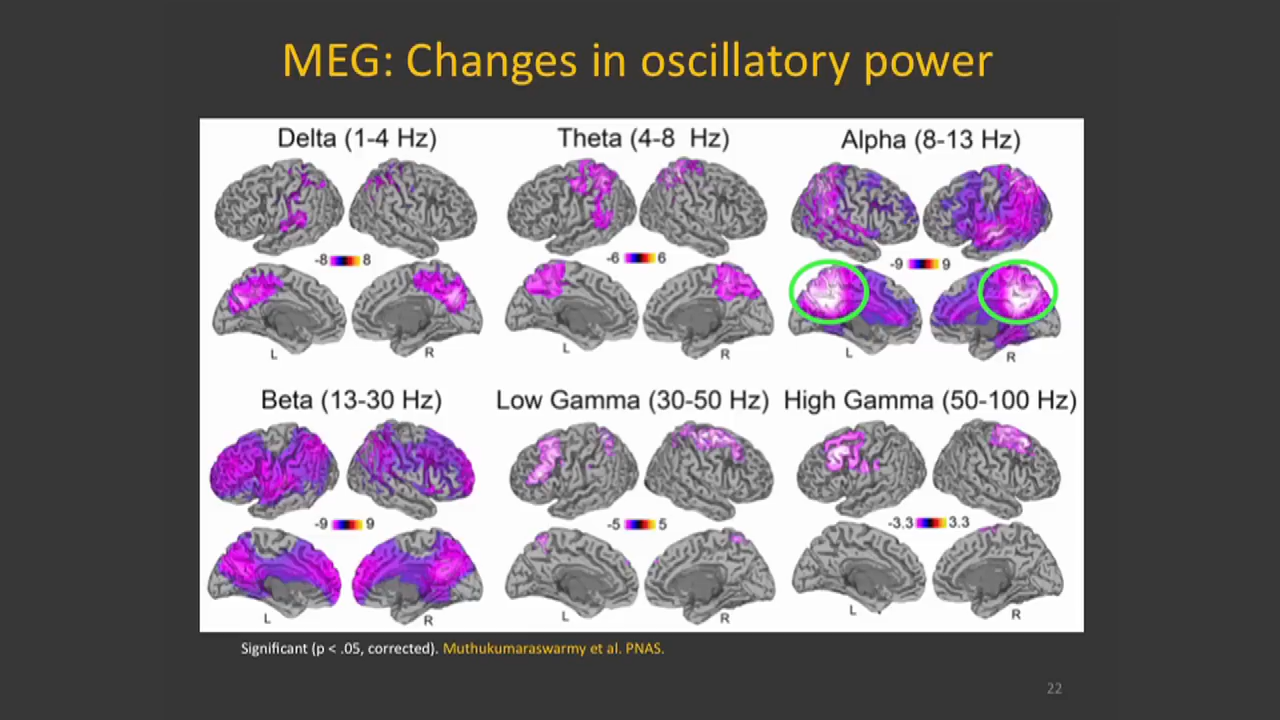 MEG: Changes in oscillatory power
Delta (1-4 Hz)
Theta (4-8 Hz)
Alpha (8-13 Hz)
-8 8
-6 6
-9 9
L R
L R
L R
Beta (13-30 Hz)
Low Gamma (30-50 Hz)
High Gamma (50-100 Hz)
-9 9
-5 5
-3.3 3.3
L R
L R
L R
Significant (p < .05, corrected). Muthukumaraswarmy et al. PNAS.
22